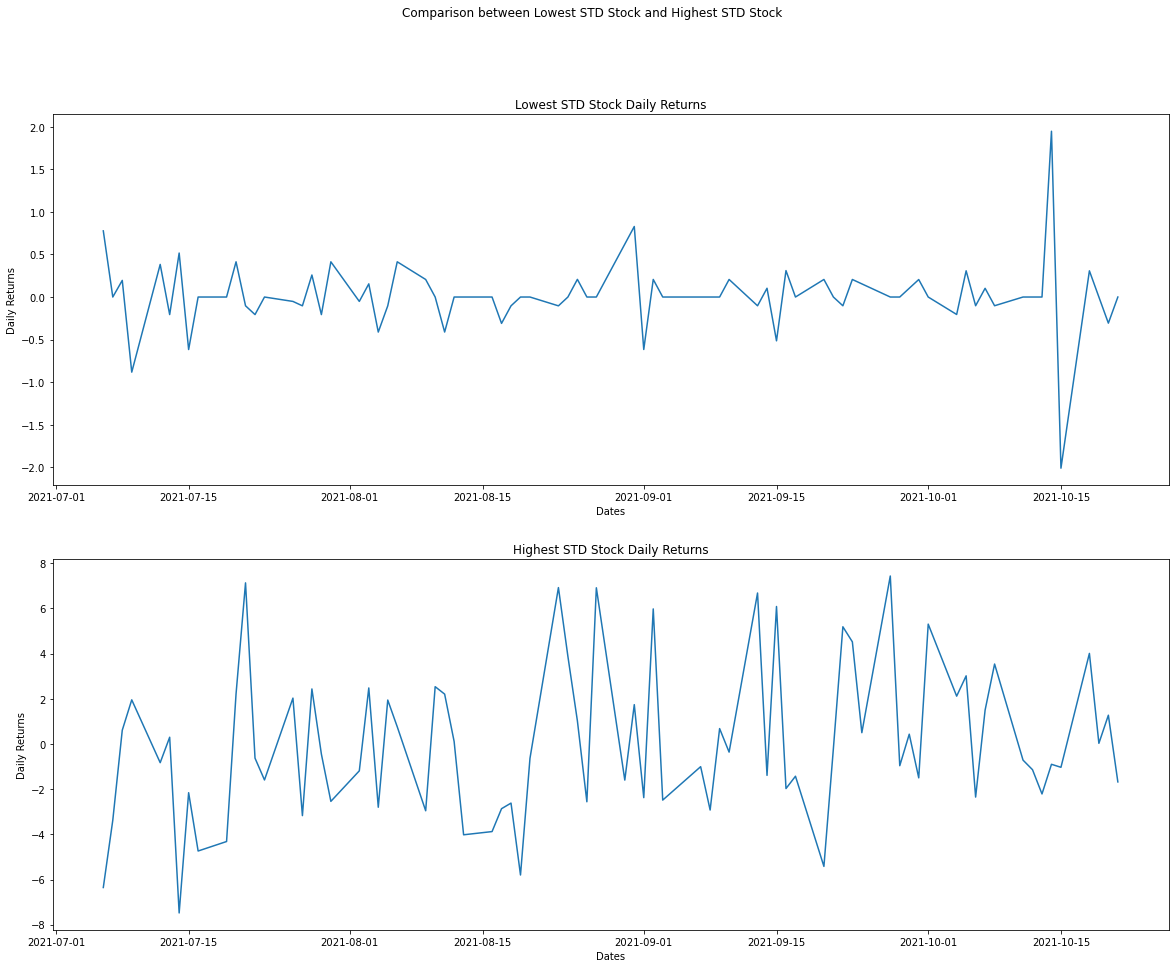 Comparison between Lowest STD Stock and Highest STD Stock
Lowest STD Stock Daily Returns
Daily Returns
2.0
1.5
1.0
0.5
0.0
−0.5
−1.0
−1.5
−2.0
2021-07-01 2021-07-15 2021-08-01 2021-08-15 2021-09-01 2021-09-15 2021-10-01 2021-10-15
Dates
Highest STD Stock Daily Returns
Daily Returns
8
6
4
2
0
−2
−4
−6
−8
2021-07-01 2021-07-15 2021-08-01 2021-08-15 2021-09-01 2021-09-15 2021-10-01 2021-10-15
Dates